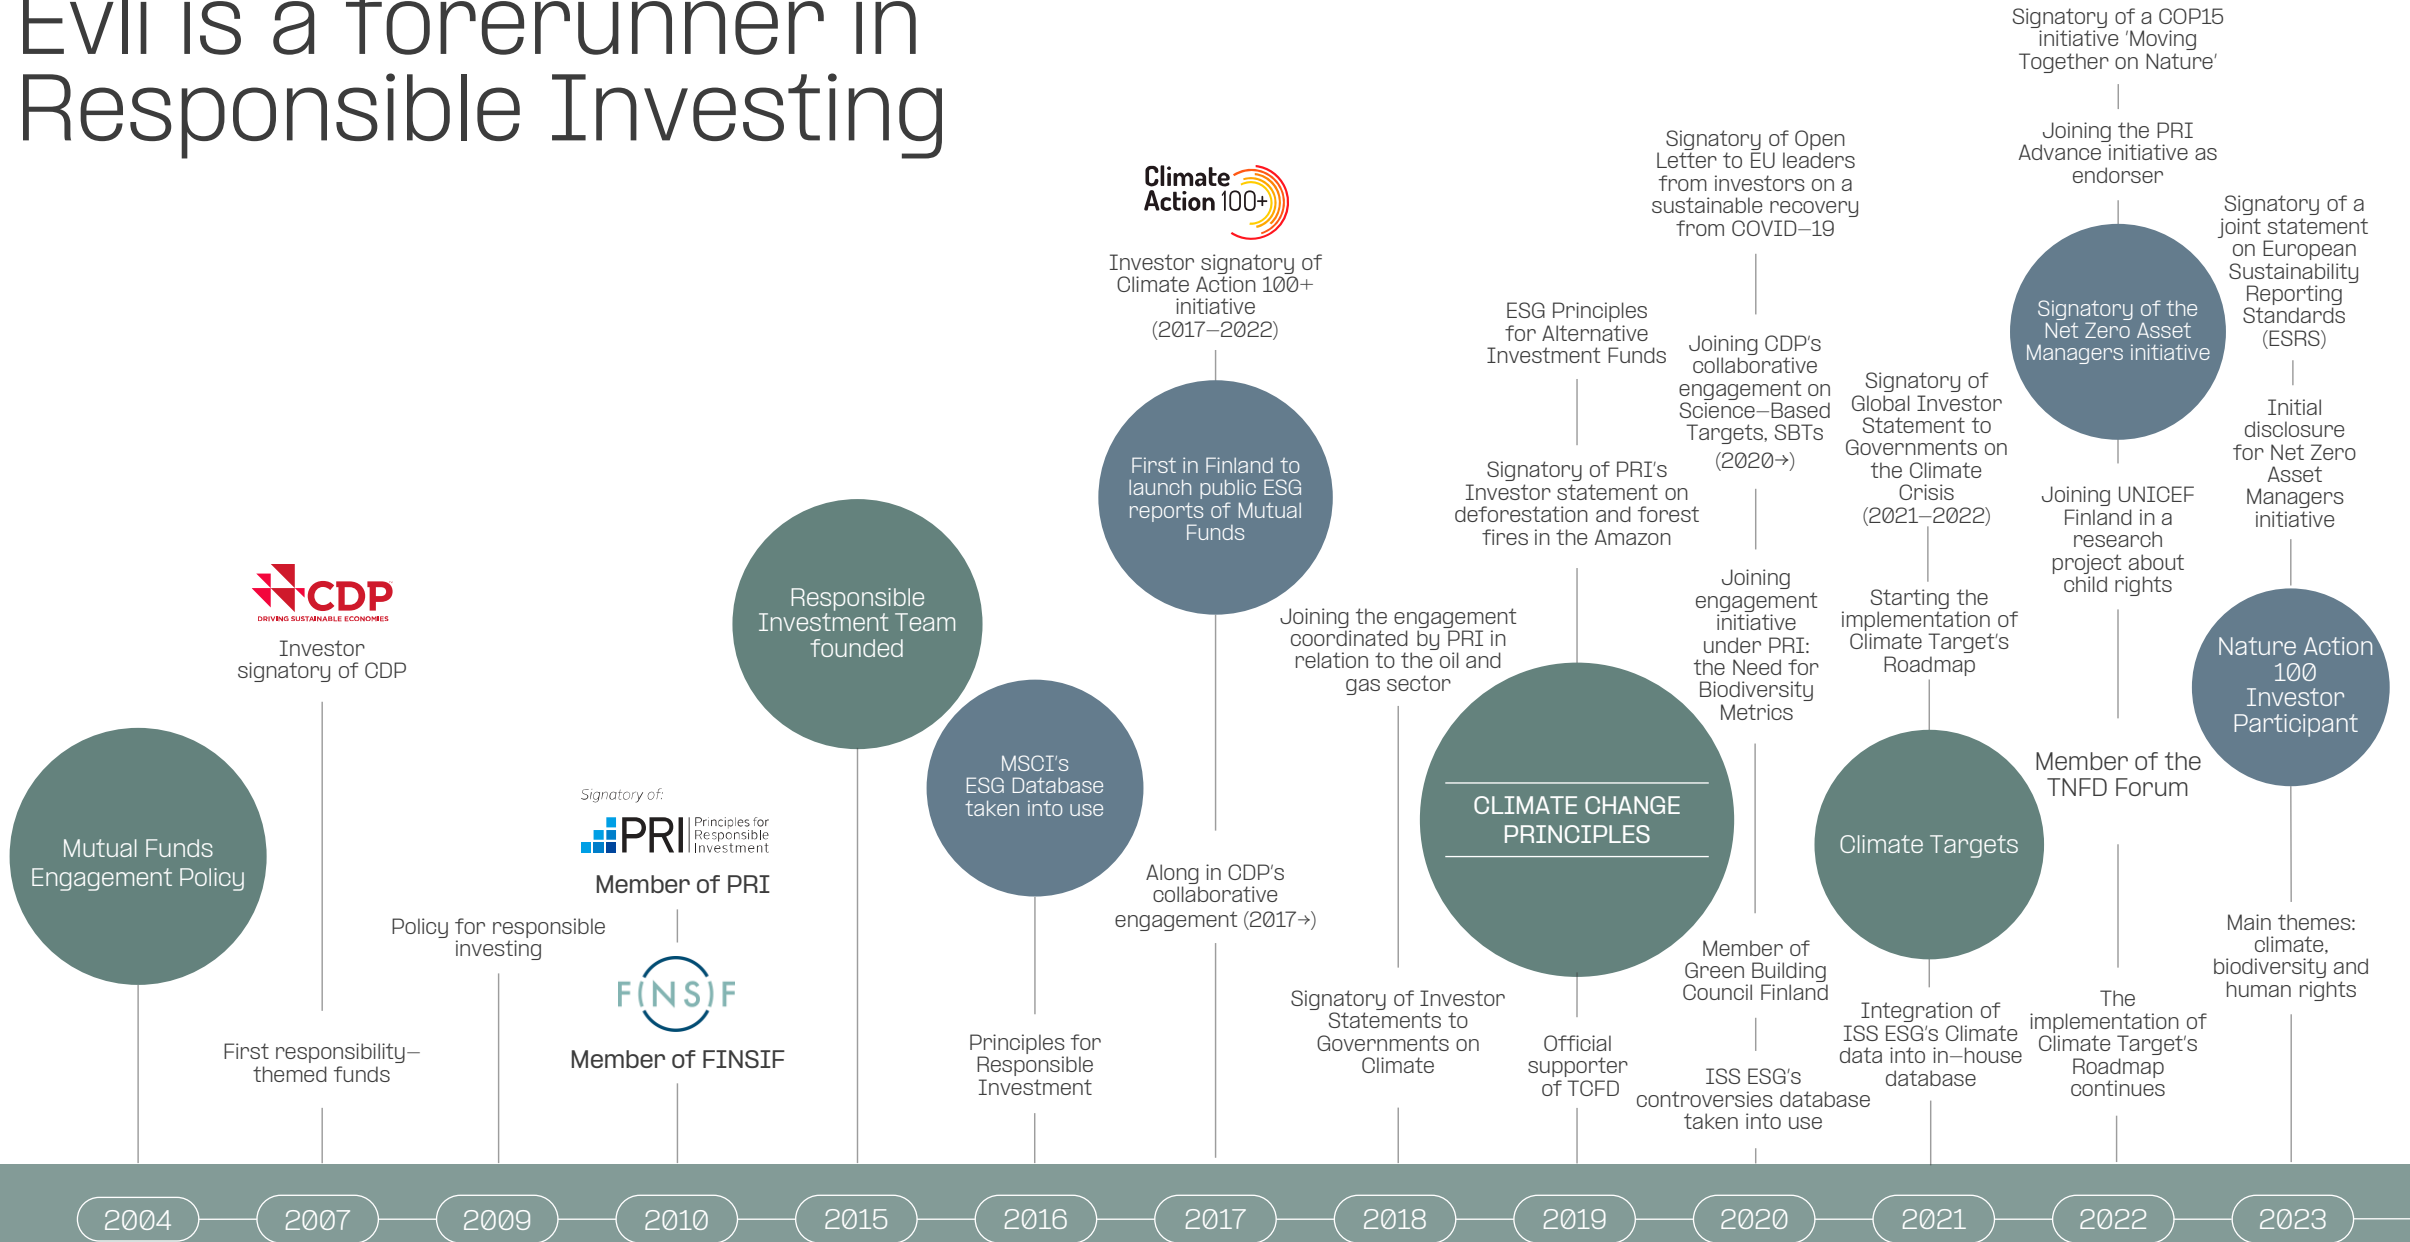 Evli is a forerunner in
Responsible Investing
Mutual Funds
Engagement Policy
CDP
DRIVING SUSTAINABLE ECONOMIES
Investor
signatory of CDP
First responsibility–
themed funds
Policy for responsible
investing
Signatory of:
PRI
Principles for
Responsible
Investment
Member of PRI
F(NS)F
Member of FINSIF
Responsible
Investment Team
founded
MSCI's
ESG Database
taken into use
Principles for
Responsible
Investment
Climate
Action 100+
Investor signatory of
Climate Action 100+
initiative
(2017–2022)
First in Finland to
launch public ESG
reports of Mutual
Funds
Along in CDP's
collaborative
engagement (2017→)
Joining the engagement
coordinated by PRI in
relation to the oil and
gas sector
Signatory of Investor
Statements to
Governments on
Climate
ESG Principles
for Alternative
Investment Funds
Signatory of PRI's
Investor statement on
deforestation and forest
fires in the Amazon
CLIMATE CHANGE
PRINCIPLES
Official
supporter
of TCFD
Signatory of Open
Letter to EU leaders
from investors on a
sustainable recovery
from COVID–19
Joining CDP's
collaborative
engagement on
Science–Based
Targets, SBTs
(2020→)
Joining
engagement
initiative
under PRI:
the Need for
Biodiversity
Metrics
Member of
Green Building
Council Finland
ISS ESG's
controversies database
taken into use
Signatory of
Global Investor
Statement to
Governments on
the Climate
Crisis
(2021–2022)
Starting the
implementation of
Climate Target's
Roadmap
Climate Targets
Integration of
ISS ESG's Climate
data into in–house
database
Signatory of a COP15
initiative 'Moving
Together on Nature'
Joining the PRI
Advance initiative as
endorser
Signatory of the
Net Zero Asset
Managers initiative
Joining UNICEF
Finland in a
research
project about
child rights
Member of the
TNFD Forum
The
implementation of
Climate Target's
Roadmap
continues
Signatory of a
joint statement
on European
Sustainability
Reporting
Standards
(ESRS)
Initial
disclosure
for Net Zero
Asset
Managers
initiative
Nature Action
100
Investor
Participant
Main themes:
climate,
biodiversity and
human rights
2004
2007
2009
2010
2015
2016
2017
2018
2019
2020
2021
2022
2023